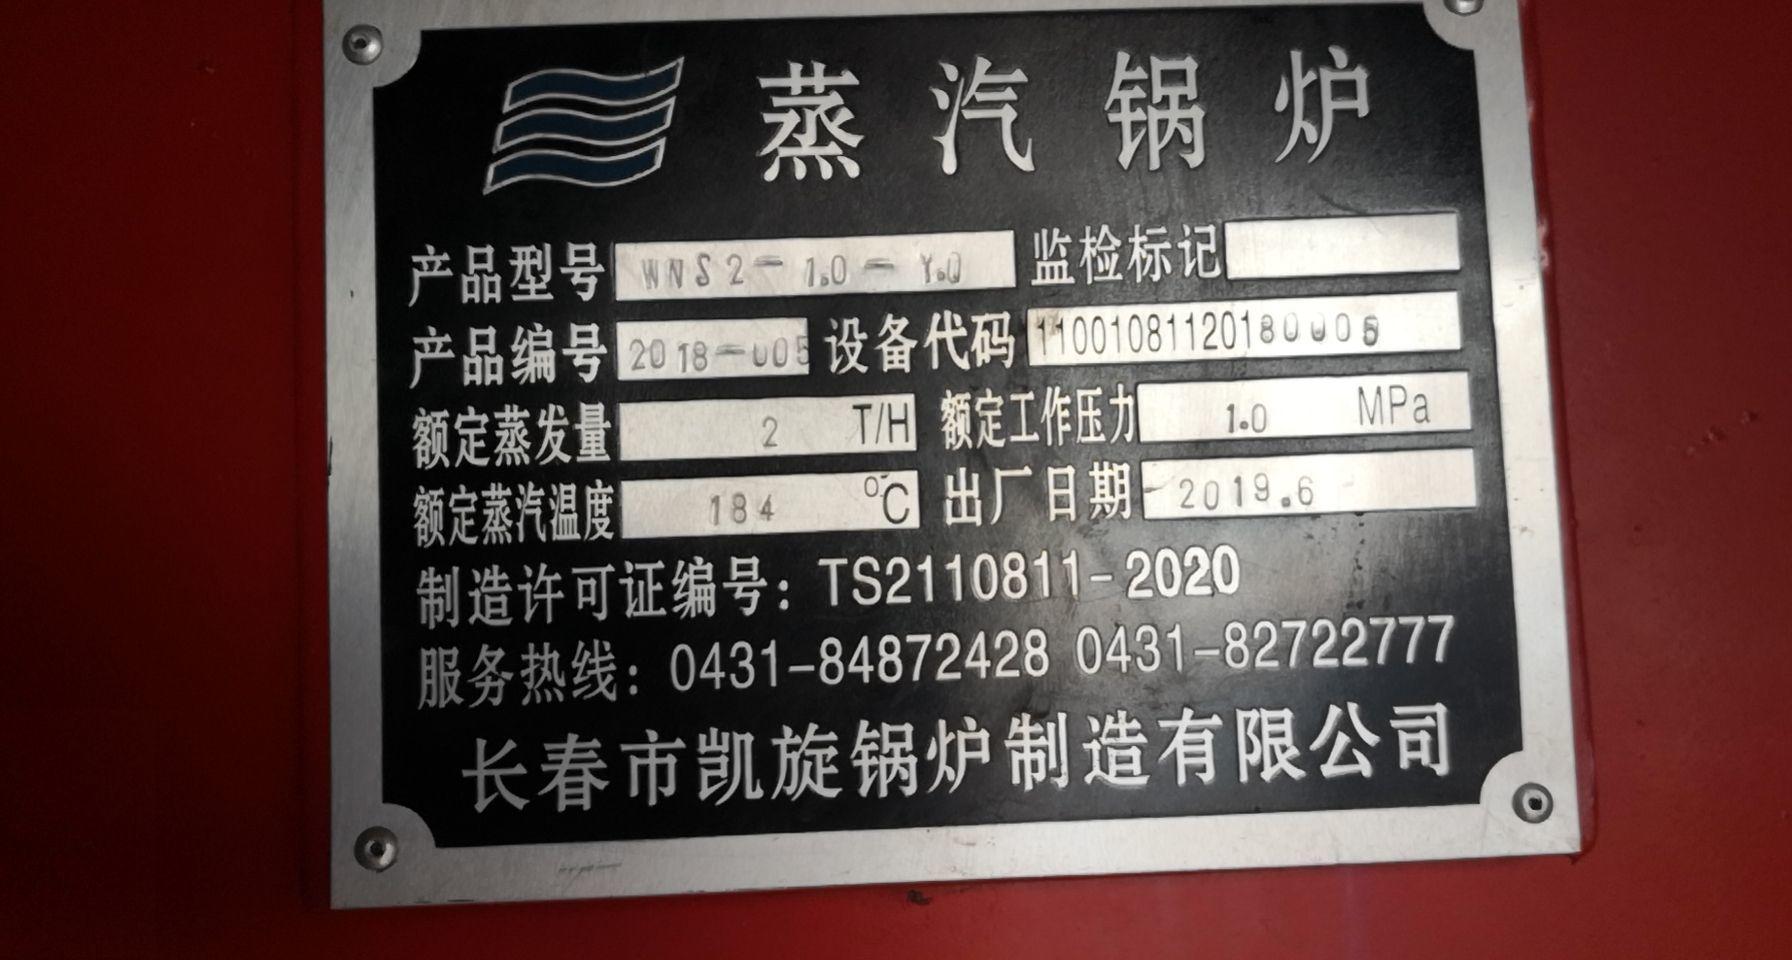 蒸汽锅炉
产品型号 WNS2-1.0-Y.Q 监检标记
产品编号 2018-005 设备代码 11001081120180005
额定蒸发量 2 T/H 额定工作压力 1.0 MPa
额定蒸汽温度 184 °C 出厂日期 2019.6
制造许可证编号：TS2110811-2020
服务热线：0431-84872428 0431-82722777
长春市凯旋锅炉制造有限公司